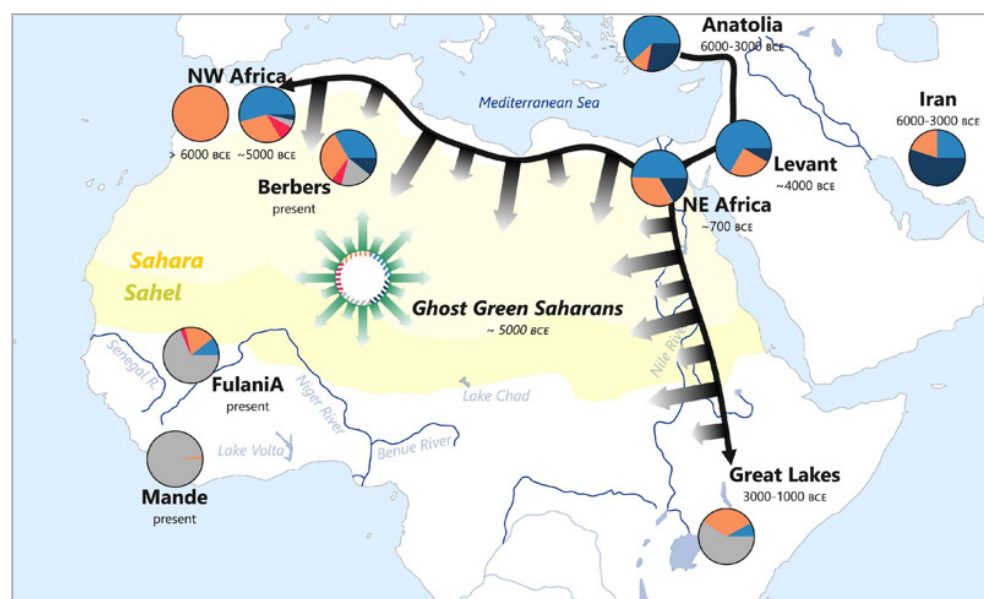 Anatolia
6000-3000 BCE
NW Africa
Mediterranean Sea
Iran
6000-3000 BCE
> 6000 BCE
~5000 BCE
Levant
~4000 BCE
Berbers
present
NE Africa
~700 BCE
Sahara
Sahel
Ghost Green Saharans
~ 5000 BCE
Nile River
Senegal R.
FulaniA
present
Niger River
Lake Chad
Lake Volta
Benue River
Mande
present
Great Lakes
3000-1000 BCE